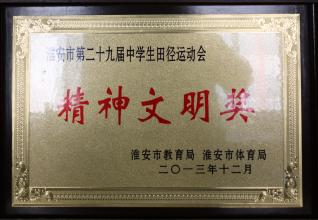 淮安市第二十九届中学生田径运动会
精神文明奖
淮安市教育局 淮安市体育局
二〇一三年十二月